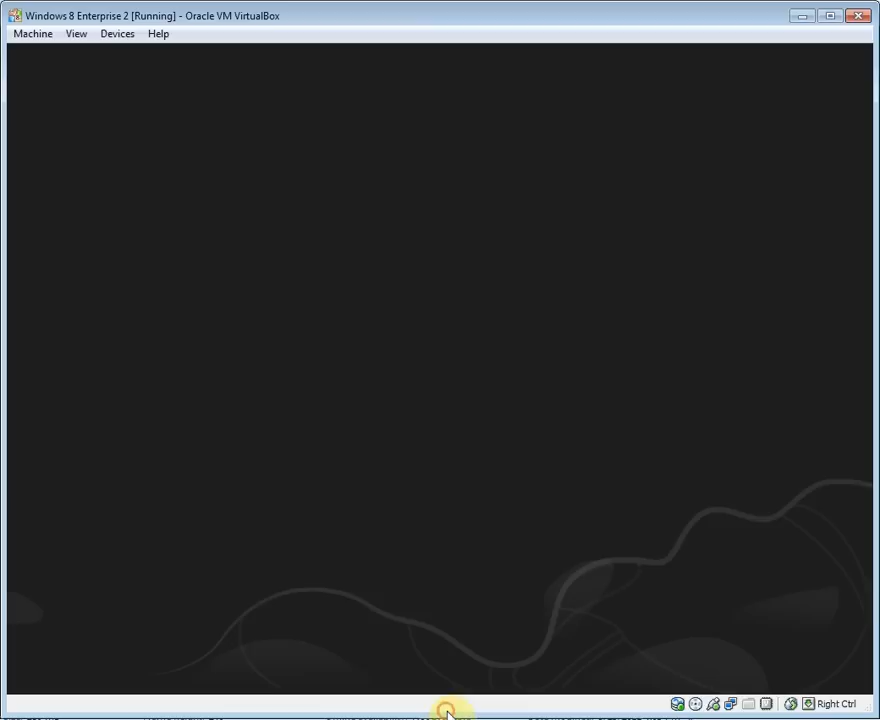 Windows 8 Enterprise 2 [Running] - Oracle VM VirtualBox
Machine View Devices Help
Right Ctrl